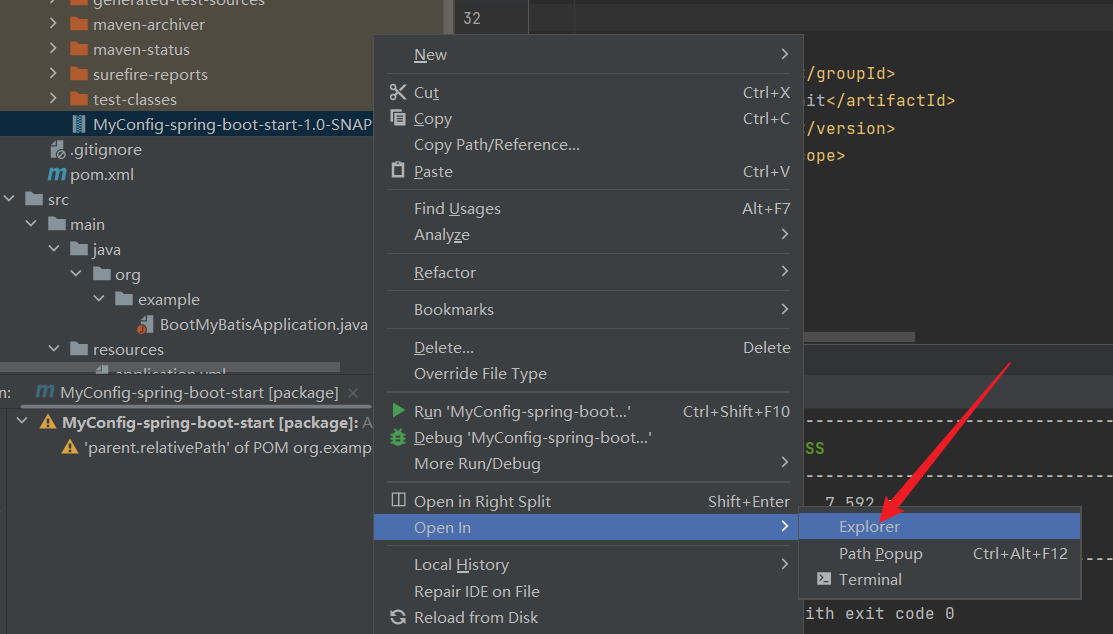 generated-test-sources
maven-archiver
maven-status
surefire-reports
test-classes
MyConfig-spring-boot-start-1.0-SNAP
.gitignore
pom.xml
src
main
java
org
example
BootMyBatisApplication.java
resources
application.yml
n:
MyConfig-spring-boot-start [package]
MyConfig-spring-boot-start [package]: A
'parent.relativePath' of POM org.examp
32
/groupId>
it</artifactId>
/version>
ope>
New
Cut Ctrl+X
Copy Ctrl+C
Copy Path/Reference...
Paste Ctrl+V
Find Usages Alt+F7
Analyze
Refactor
Bookmarks
Delete... Delete
Override File Type
Run 'MyConfig-spring-boot...' Ctrl+Shift+F10
Debug 'MyConfig-spring-boot...'
More Run/Debug
Open in Right Split Shift+Enter
Open In
Local History
Repair IDE on File
Reload from Disk
Explorer
Path Popup Ctrl+Alt+F12
Terminal
SS
7.592
ith exit code 0